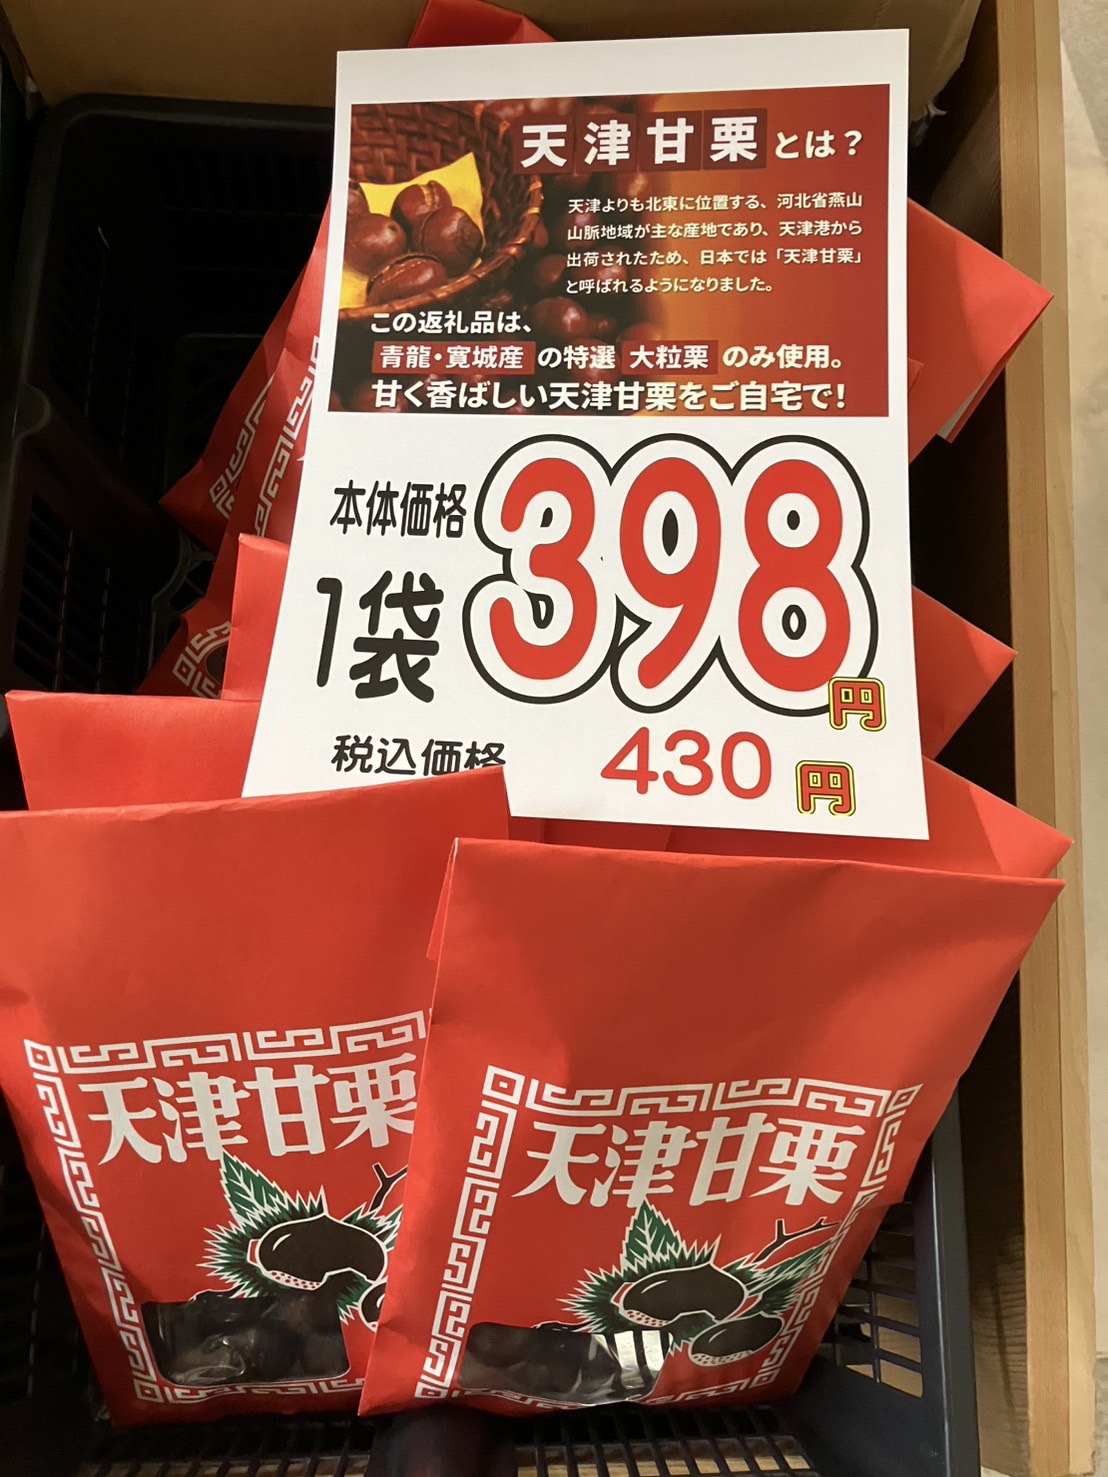 天津甘栗とは？
天津よりも北東に位置する、河北省燕山
山脈地域が主な産地であり、天津港から
出荷されたため、日本では「天津甘栗」
と呼ばれるようになりました。
この返礼品は、
青龍・寛城産 の特選 大粒栗 のみ使用。
甘く香ばしい天津甘栗をご自宅で！
本体価格
1袋
398円
税込価格 430円
天津甘栗
天津甘栗